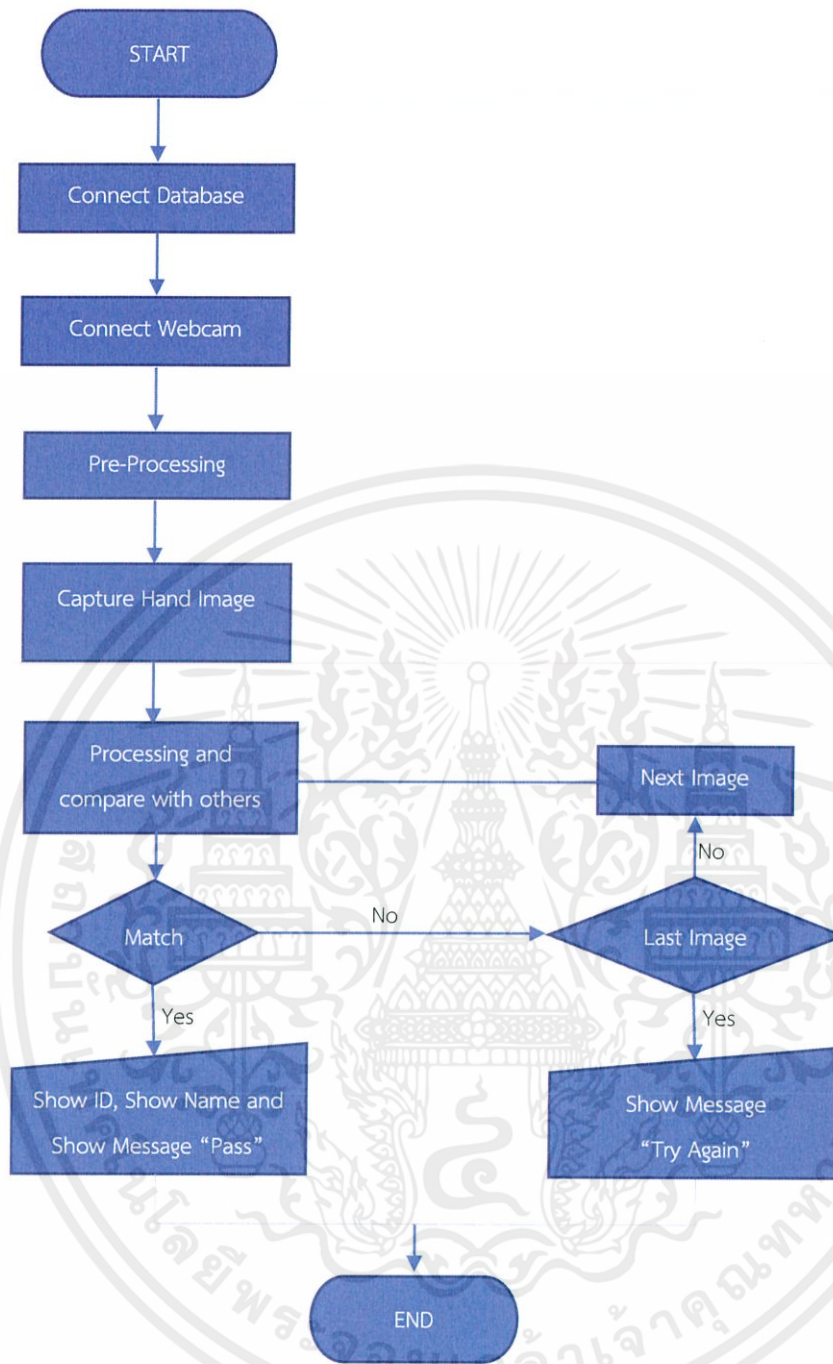 START
Connect Database
Connect Webcam
Pre-Processing
Capture Hand Image
Processing and
compare with others
Next Image
No
Match
No
Last Image
Yes
Yes
Show ID, Show Name and
Show Message “Pass”
Show Message
“Try Again”
END